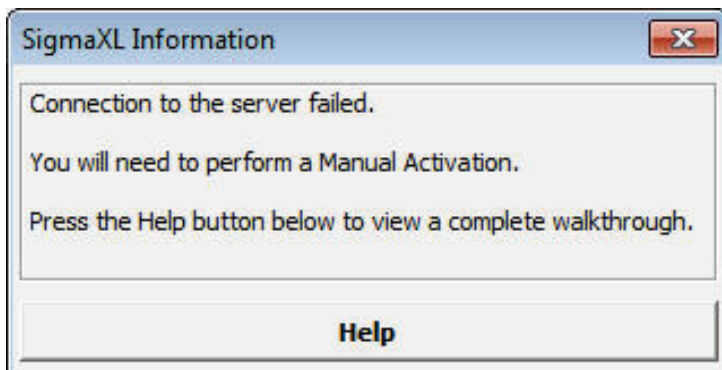 SigmaXL Information
Connection to the server failed.
You will need to perform a Manual Activation.
Press the Help button below to view a complete walkthrough.
Help